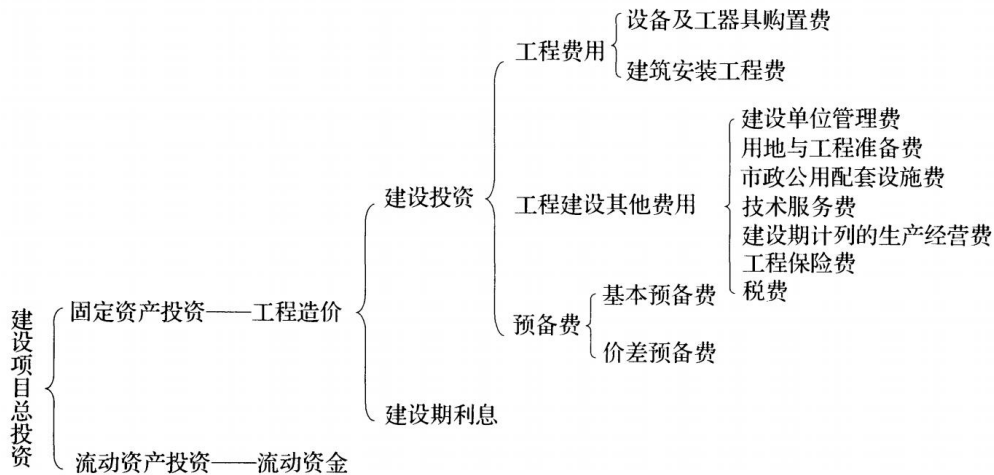 建设项目总投资
固定资产投资——工程造价
建设投资
工程费用
设备及工器具购置费
建筑安装工程费
工程建设其他费用
建设单位管理费
用地与工程准备费
市政公用配套设施费
技术服务费
建设期计列的生产经营费
工程保险费
税费
预备费
基本预备费
价差预备费
建设期利息
流动资产投资——流动资金